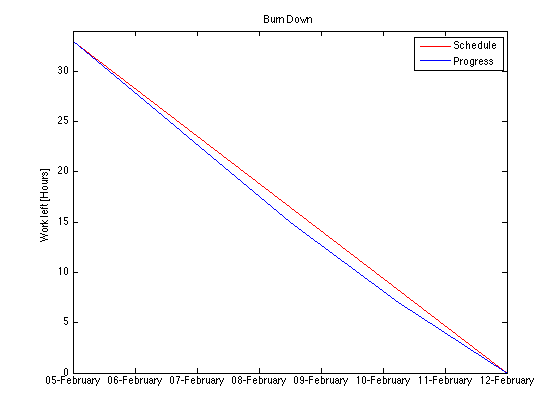 Burn Down
Schedule
Progress
Work left [Hours]
30
25
20
15
10
5
0
05-February 06-February 07-February 08-February 09-February 10-February 11-February 12-February